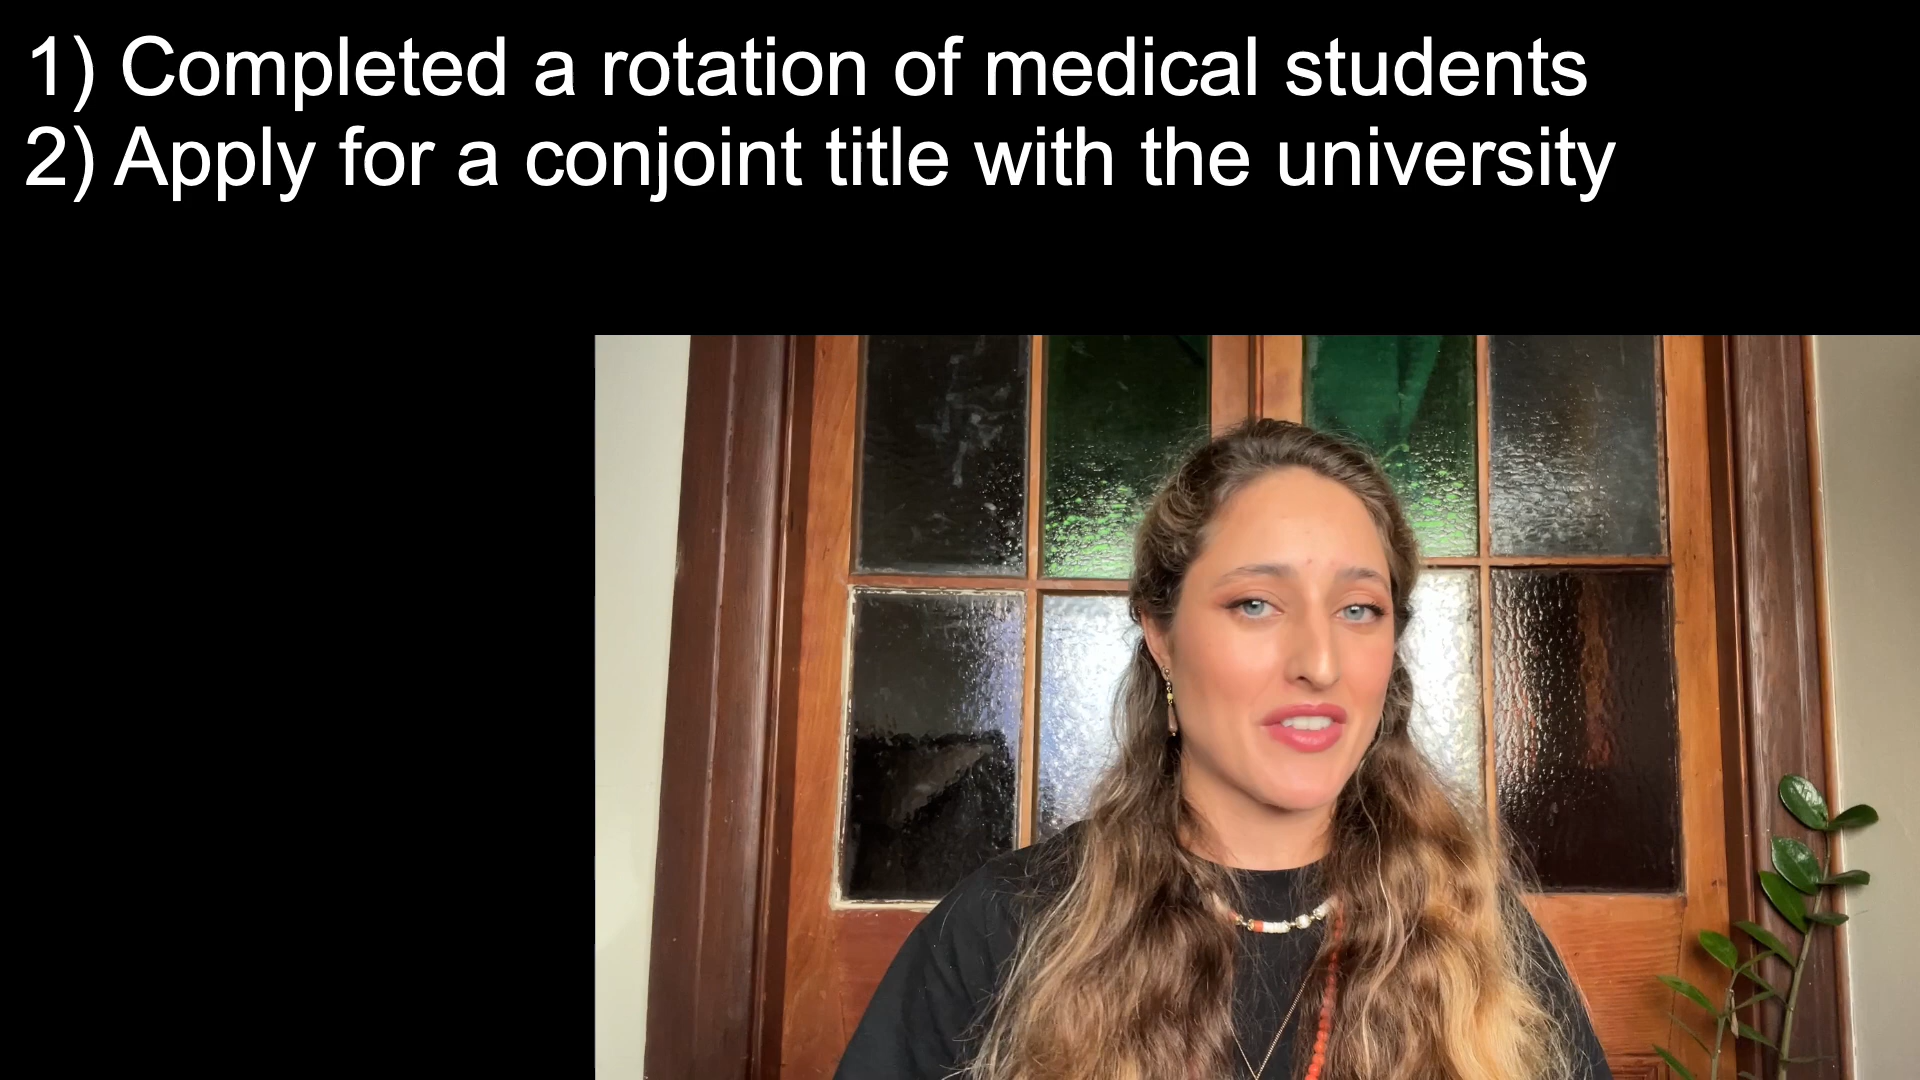 1) Completed a rotation of medical students
2) Apply for a conjoint title with the university